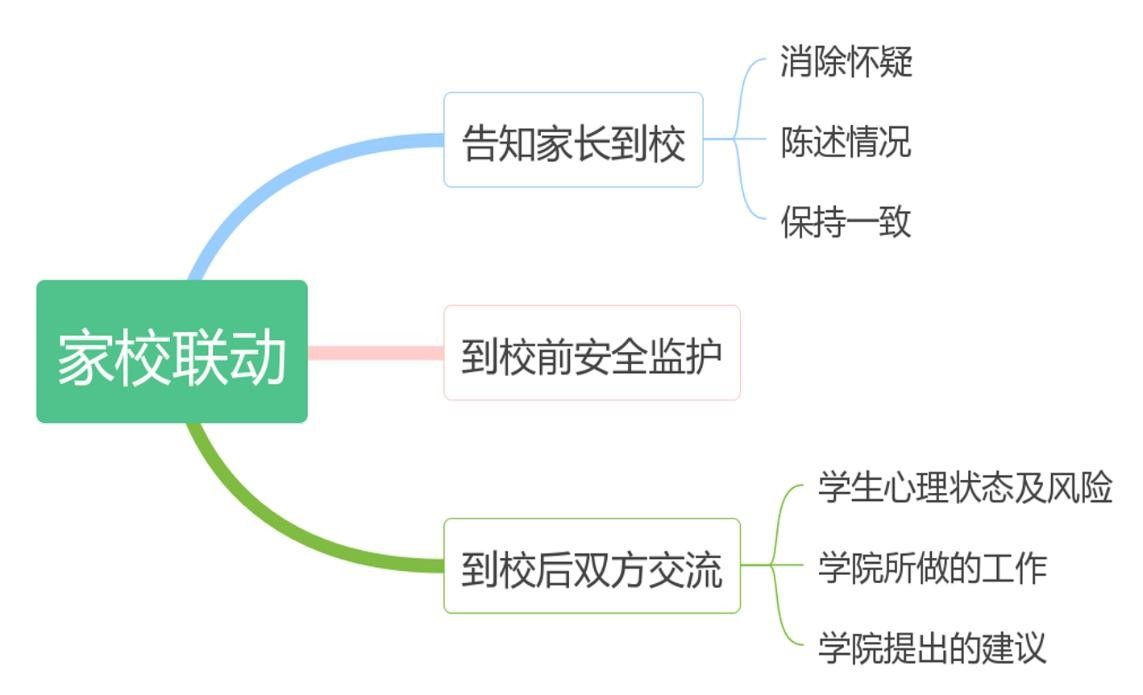 家校联动
告知家长到校
消除怀疑
陈述情况
保持一致
到校前安全监护
到校后双方交流
学生心理状态及风险
学院所做的工作
学院提出的建议